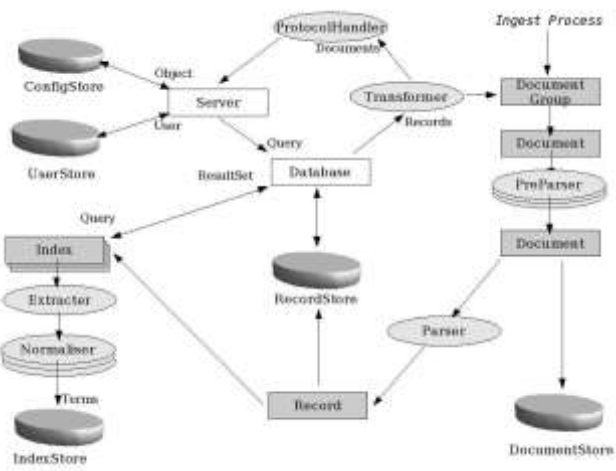 ProtocolHandler
Ingest Process
Documents
Object
ConfigStore
Transformer
Document
Group
Server
User
Records
Query
Document
UserStore
ResultSet
Database
PreParser
Query
Index
Document
Extracter
RecordStore
Parser
Normaliser
Terms
Record
IndexStore
DocumentStore